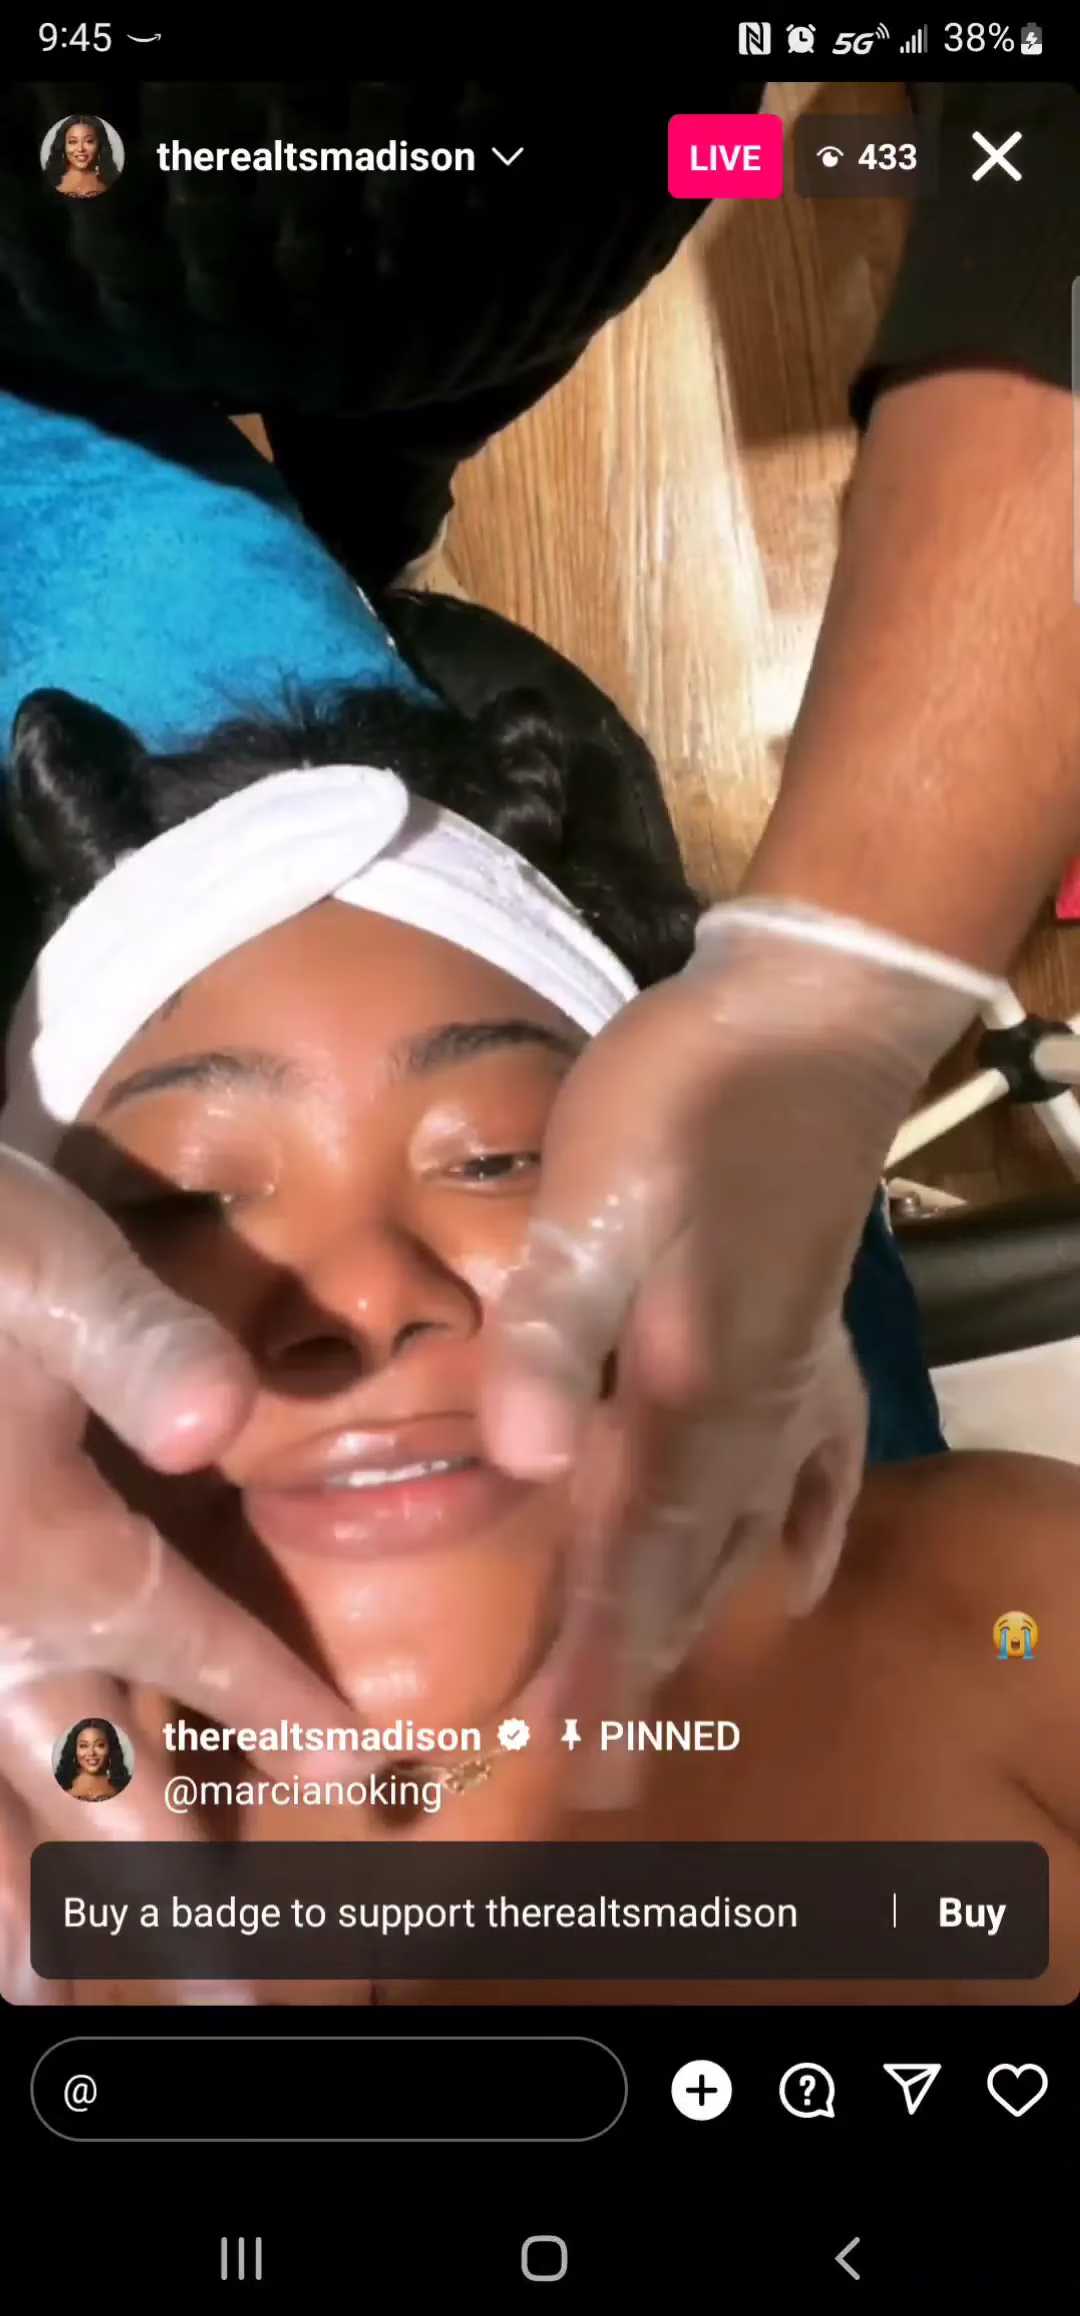 9:45
5G
38%
therealtsmadison
LIVE
433
therealtsmadison PINNED
@marcianoking
Buy a badge to support therealtsmadison | Buy
@